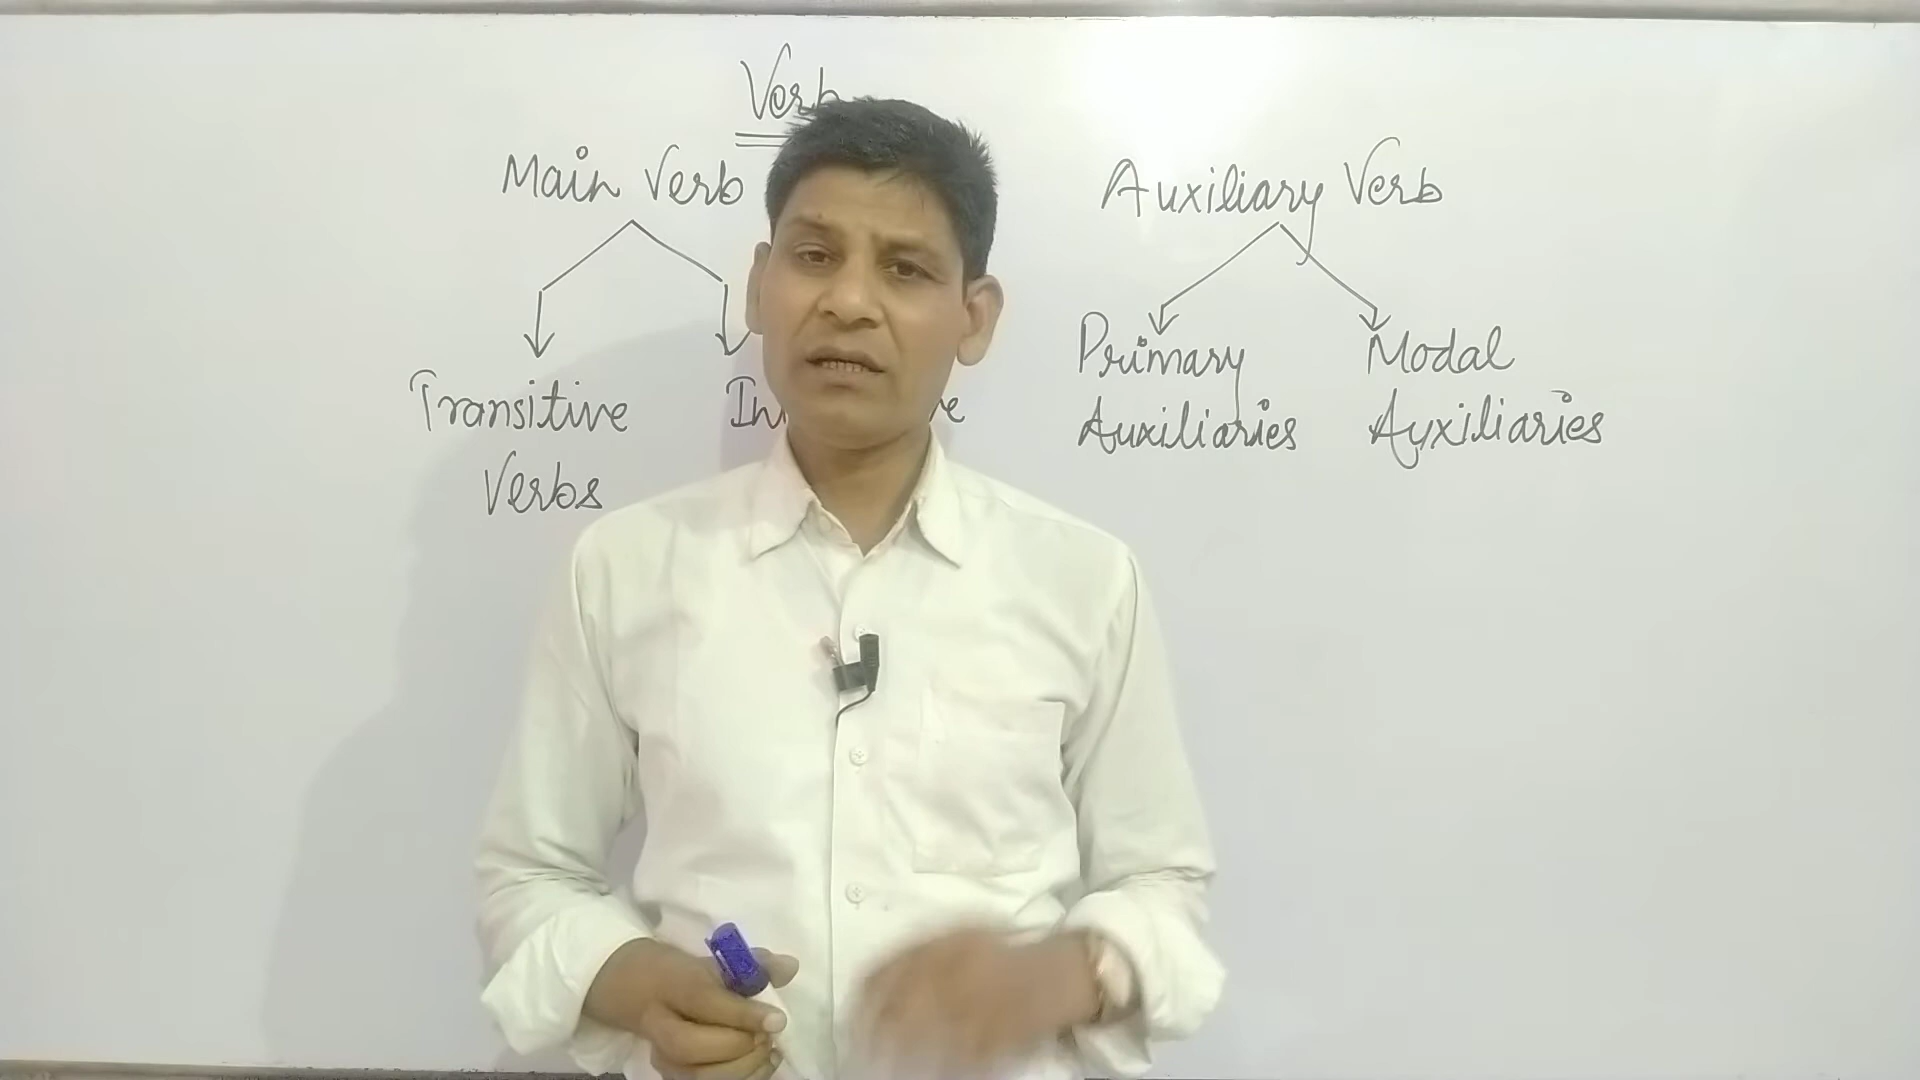 Verb
Main Verb
Auxiliary Verb
Transitive
Verbs
Primary
Auxiliaries
Modal
Auxiliaries